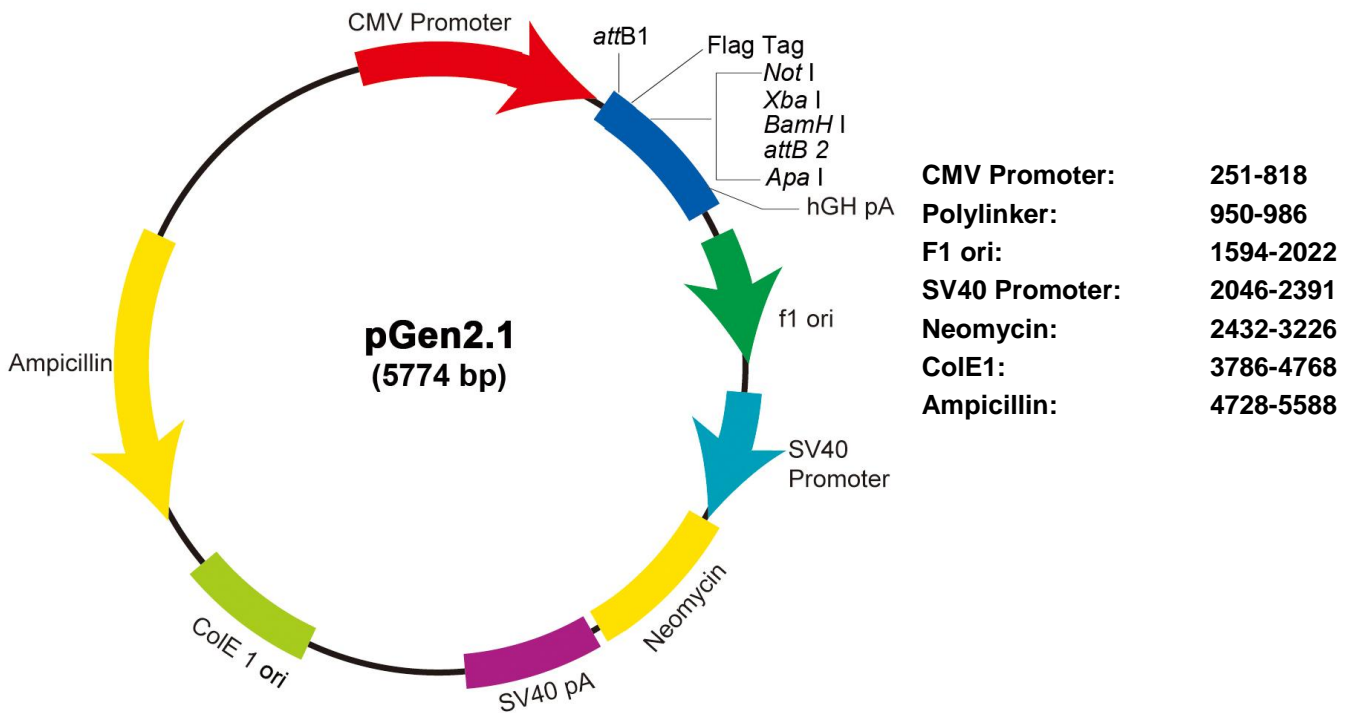 CMV Promoter
attB1
Flag Tag
Not I
Xba I
BamH I
attB 2
Apa I
hGH pA
f1 ori
SV40
Promoter
Neomycin
SV40 pA
ColE 1 ori
Ampicillin
pGen2.1
(5774 bp)
CMV Promoter: 251-818
Polylinker: 950-986
F1 ori: 1594-2022
SV40 Promoter: 2046-2391
Neomycin: 2432-3226
ColE1: 3786-4768
Ampicillin: 4728-5588